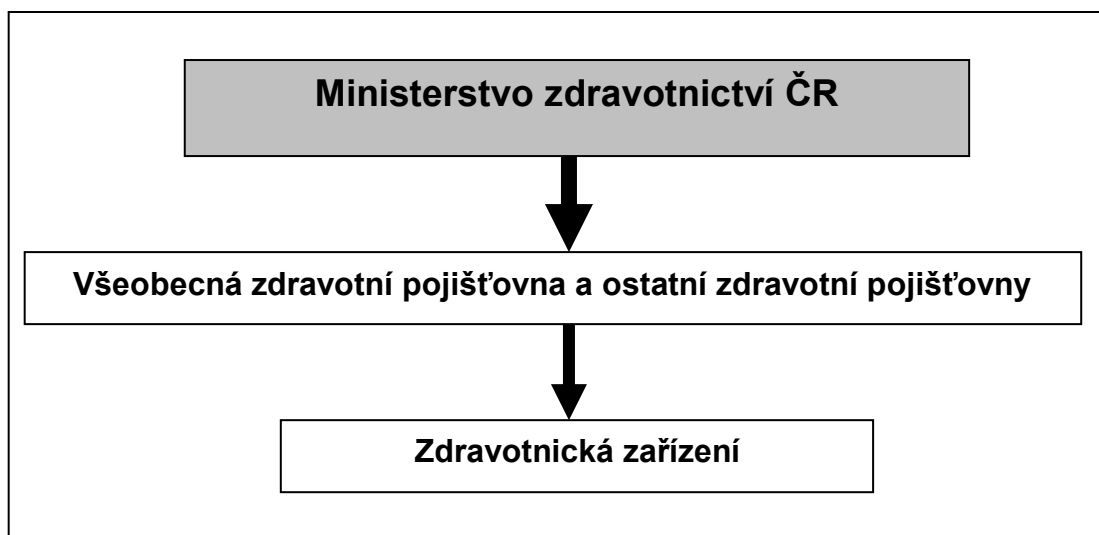 Ministerstvo zdravotnictví ČR
Všeobecná zdravotní pojišťovna a ostatní zdravotní pojišťovny
Zdravotnická zařízení